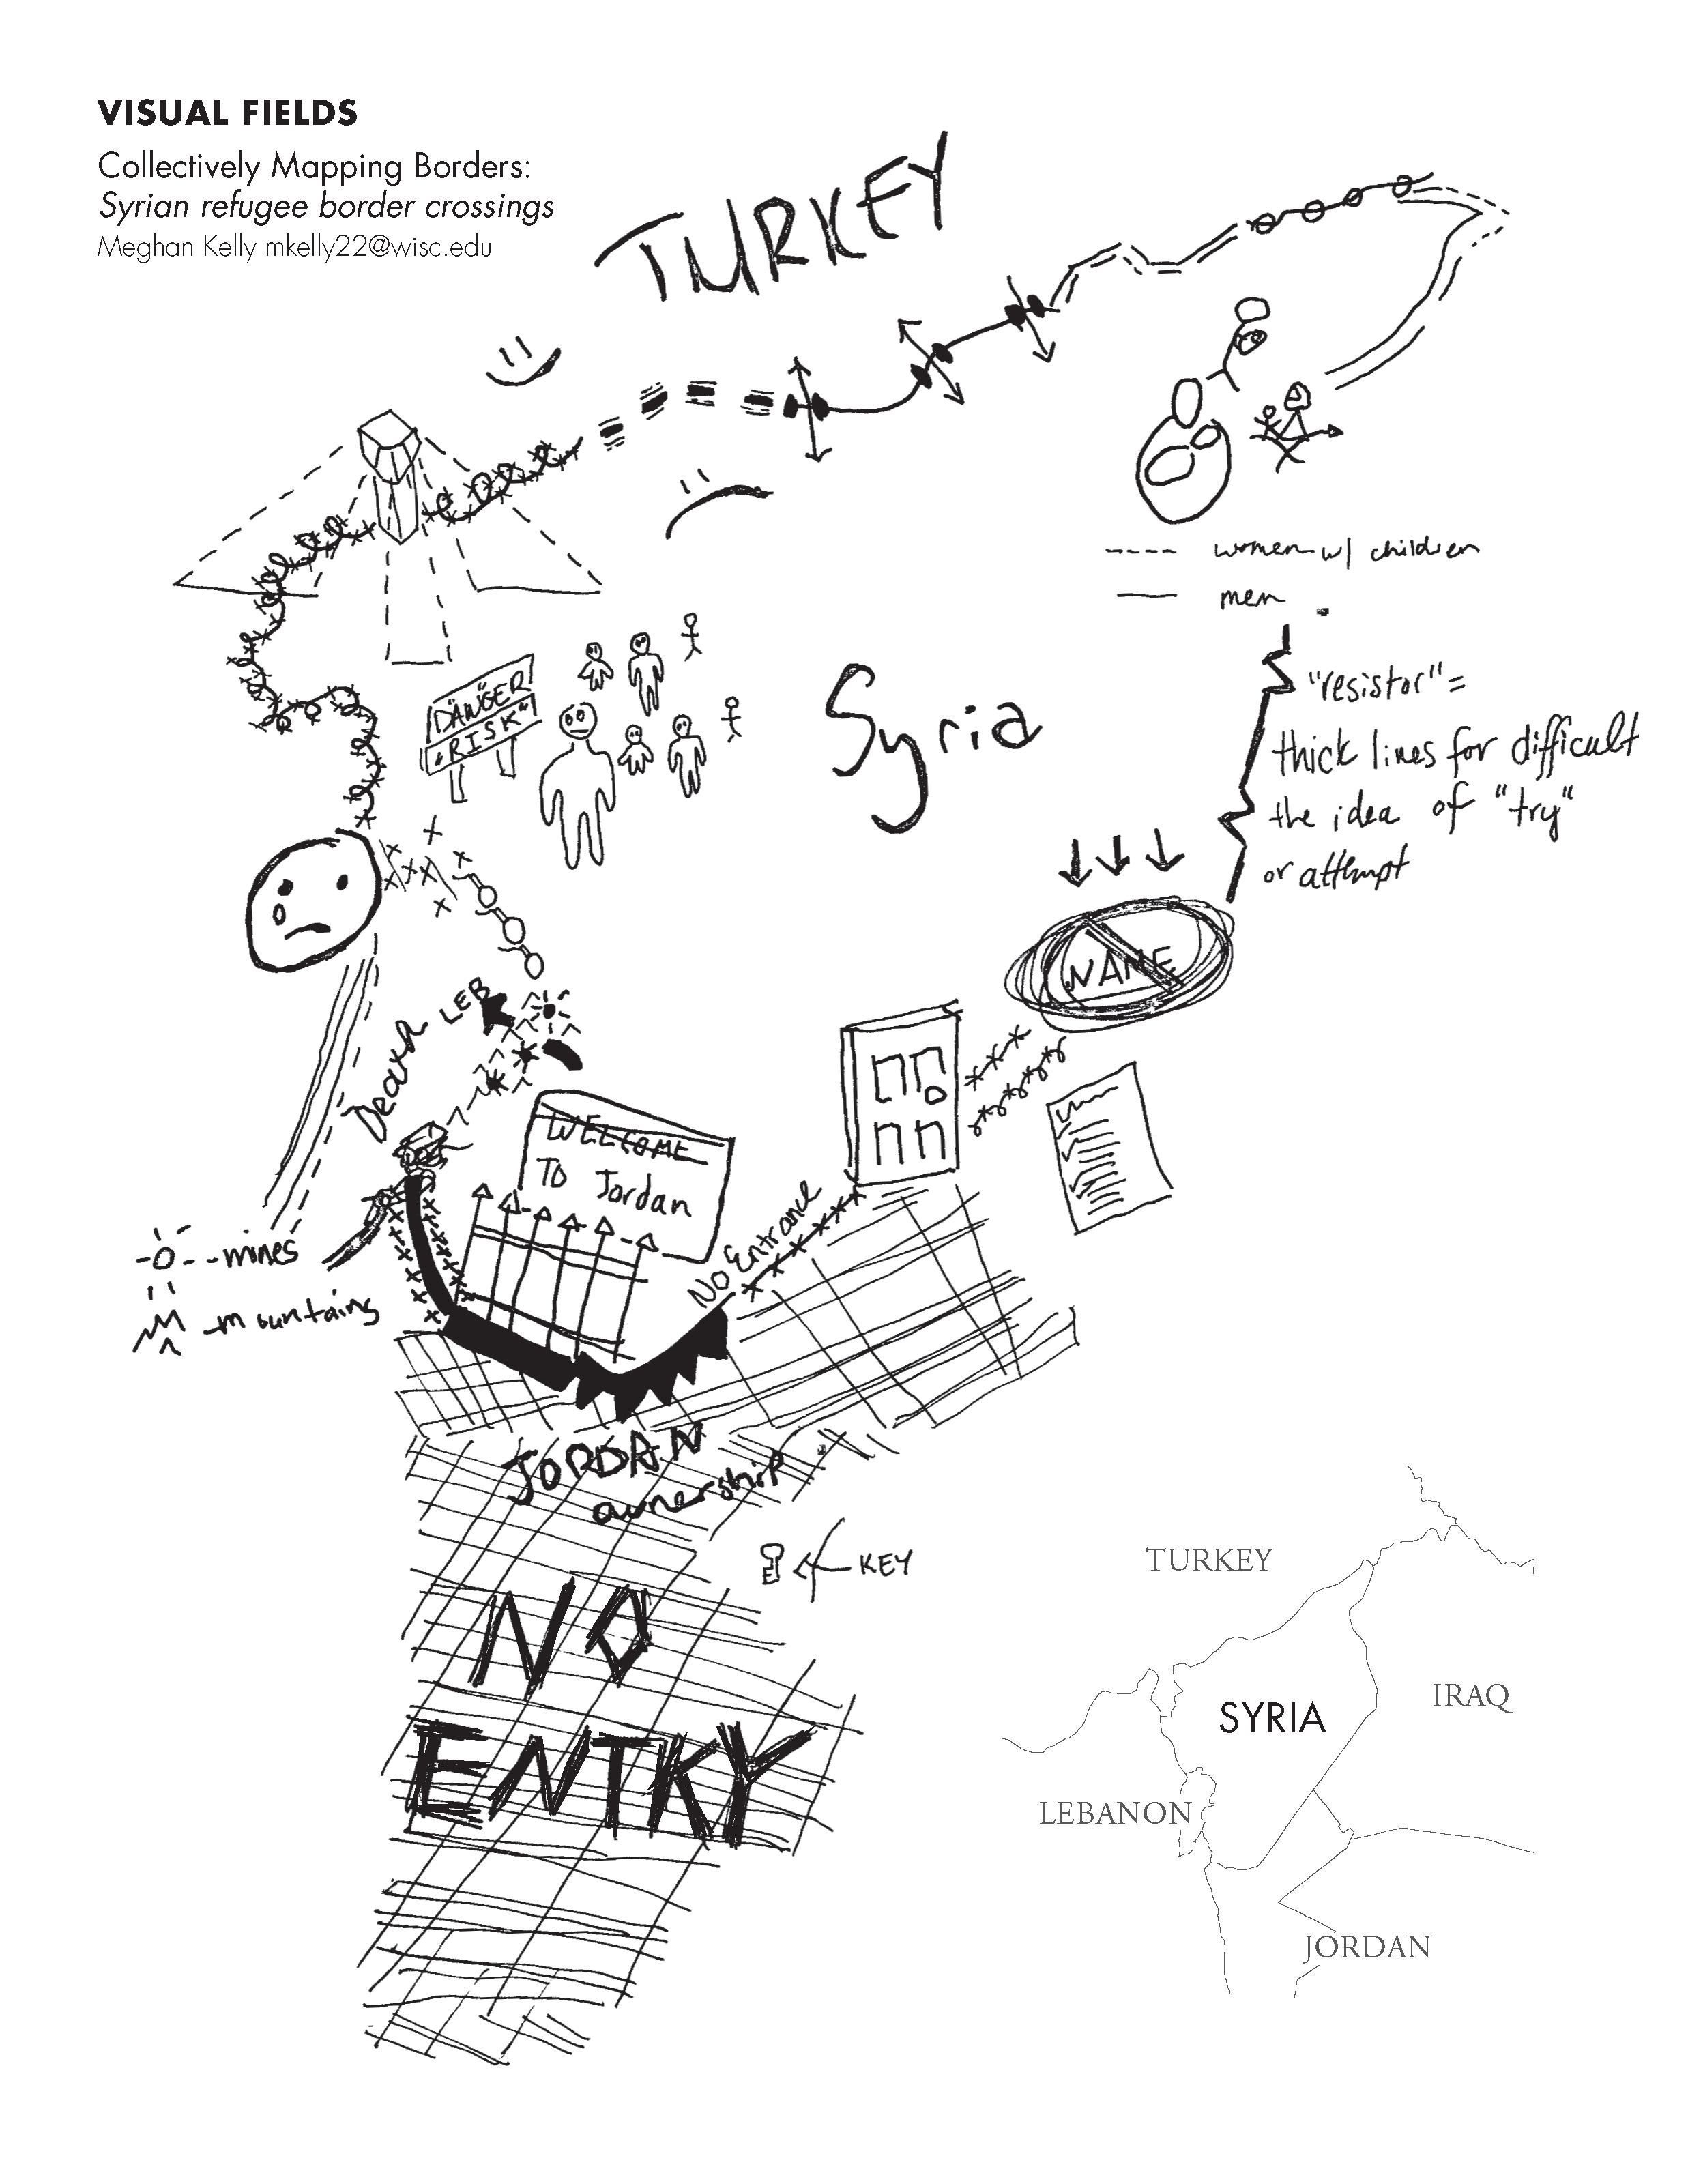 VISUAL FIELDS
Collectively Mapping Borders:
Syrian refugee border crossings
Meghan Kelly mkelly22@wisc.edu
TURKEY
women w/ children
men
DANGER
"RISK"
Syria
"resistor"=
thick lines for difficult
the idea of "try"
or attempt
NAME
LEB
Death
WELCOME
TO Jordan
No Entrance
mines
mountains
JORDAN
ownership
KEY
NO
ENTRY
TURKEY
IRAQ
SYRIA
LEBANON
JORDAN